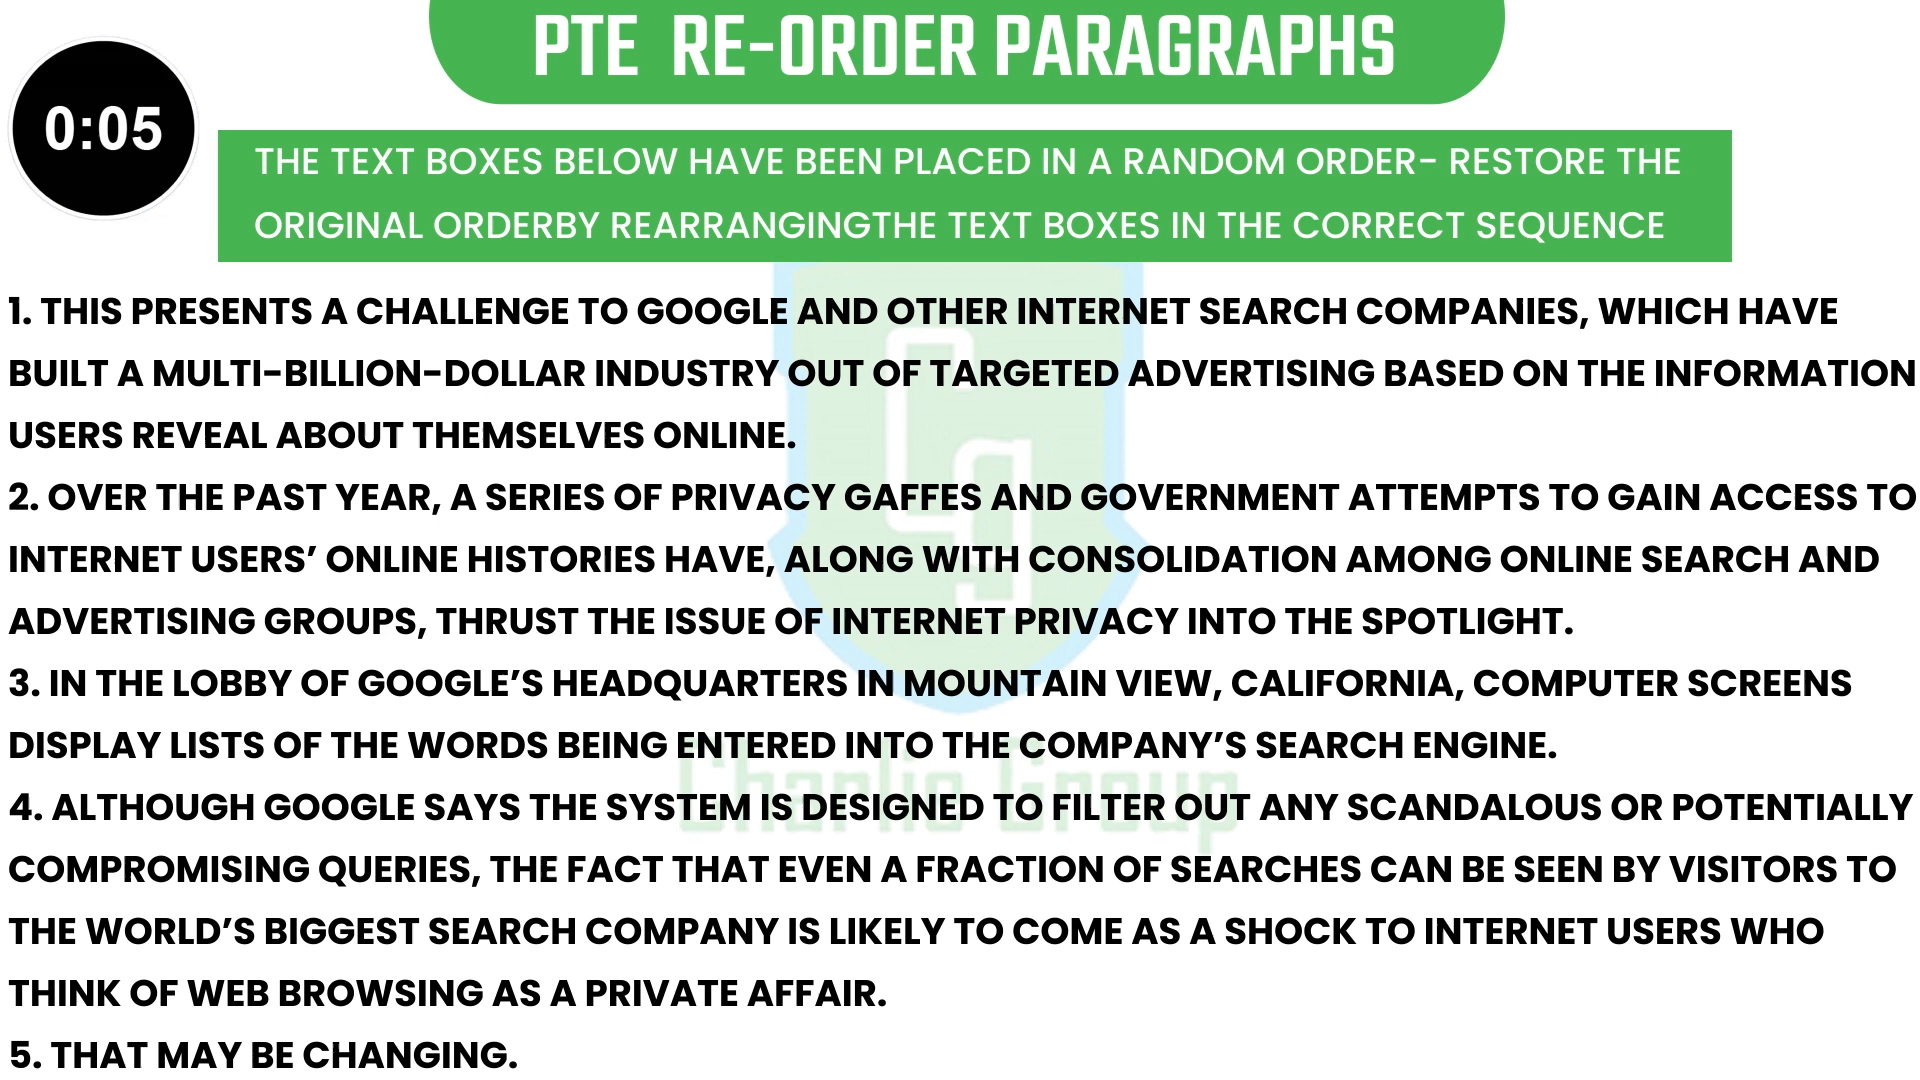 PTE RE-ORDER PARAGRAPHS
0:05
THE TEXT BOXES BELOW HAVE BEEN PLACED IN A RANDOM ORDER- RESTORE THE
ORIGINAL ORDERBY REARRANGINGTHE TEXT BOXES IN THE CORRECT SEQUENCE
1. THIS PRESENTS A CHALLENGE TO GOOGLE AND OTHER INTERNET SEARCH COMPANIES, WHICH HAVE
BUILT A MULTI-BILLION-DOLLAR INDUSTRY OUT OF TARGETED ADVERTISING BASED ON THE INFORMATION
USERS REVEAL ABOUT THEMSELVES ONLINE.
2. OVER THE PAST YEAR, A SERIES OF PRIVACY GAFFES AND GOVERNMENT ATTEMPTS TO GAIN ACCESS TO
INTERNET USERS’ ONLINE HISTORIES HAVE, ALONG WITH CONSOLIDATION AMONG ONLINE SEARCH AND
ADVERTISING GROUPS, THRUST THE ISSUE OF INTERNET PRIVACY INTO THE SPOTLIGHT.
3. IN THE LOBBY OF GOOGLE’S HEADQUARTERS IN MOUNTAIN VIEW, CALIFORNIA, COMPUTER SCREENS
DISPLAY LISTS OF THE WORDS BEING ENTERED INTO THE COMPANY’S SEARCH ENGINE.
4. ALTHOUGH GOOGLE SAYS THE SYSTEM IS DESIGNED TO FILTER OUT ANY SCANDALOUS OR POTENTIALLY
COMPROMISING QUERIES, THE FACT THAT EVEN A FRACTION OF SEARCHES CAN BE SEEN BY VISITORS TO
THE WORLD’S BIGGEST SEARCH COMPANY IS LIKELY TO COME AS A SHOCK TO INTERNET USERS WHO
THINK OF WEB BROWSING AS A PRIVATE AFFAIR.
5. THAT MAY BE CHANGING.
Cg
Charlie Group